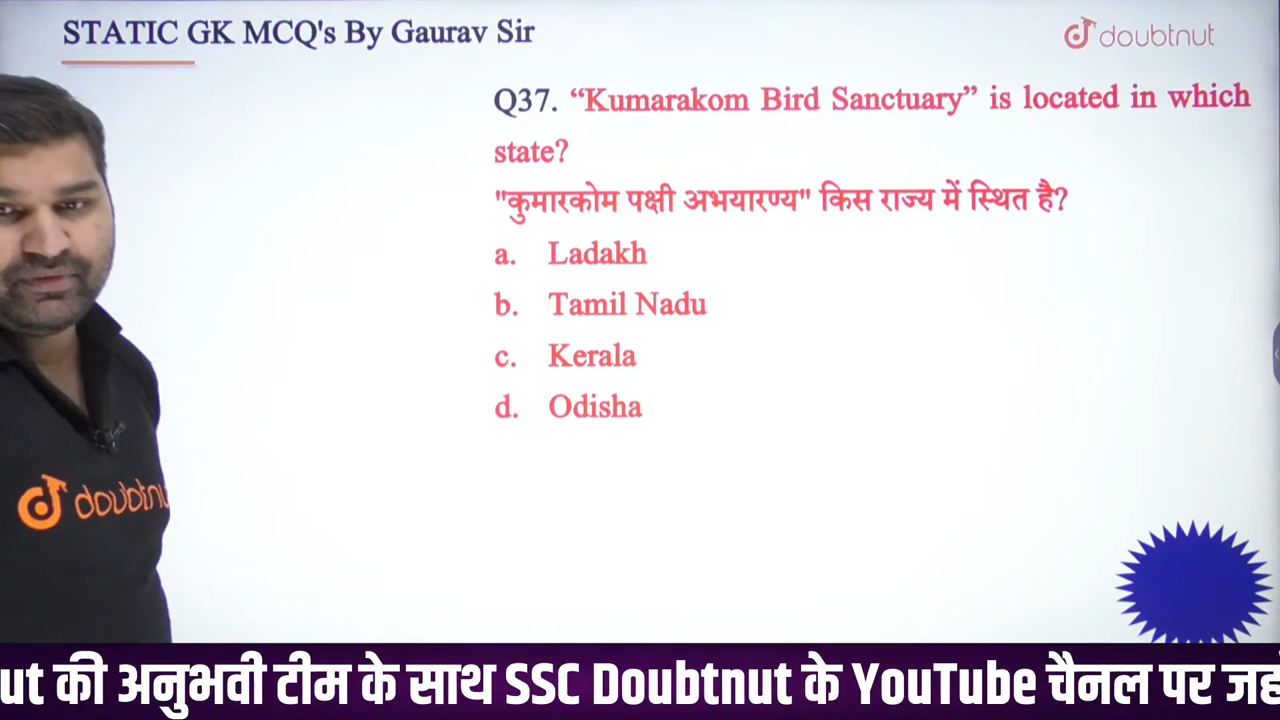 STATIC GK MCQ's By Gaurav Sir
doubtnut
Q37. “Kumarakom Bird Sanctuary” is located in which
state?
"कुमारकोम पक्षी अभयारण्य" किस राज्य में स्थित है?
a. Ladakh
b. Tamil Nadu
c. Kerala
d. Odisha
doubtnu
ut की अनुभवी टीम के साथ SSC Doubtnut के YouTube चैनल पर जह